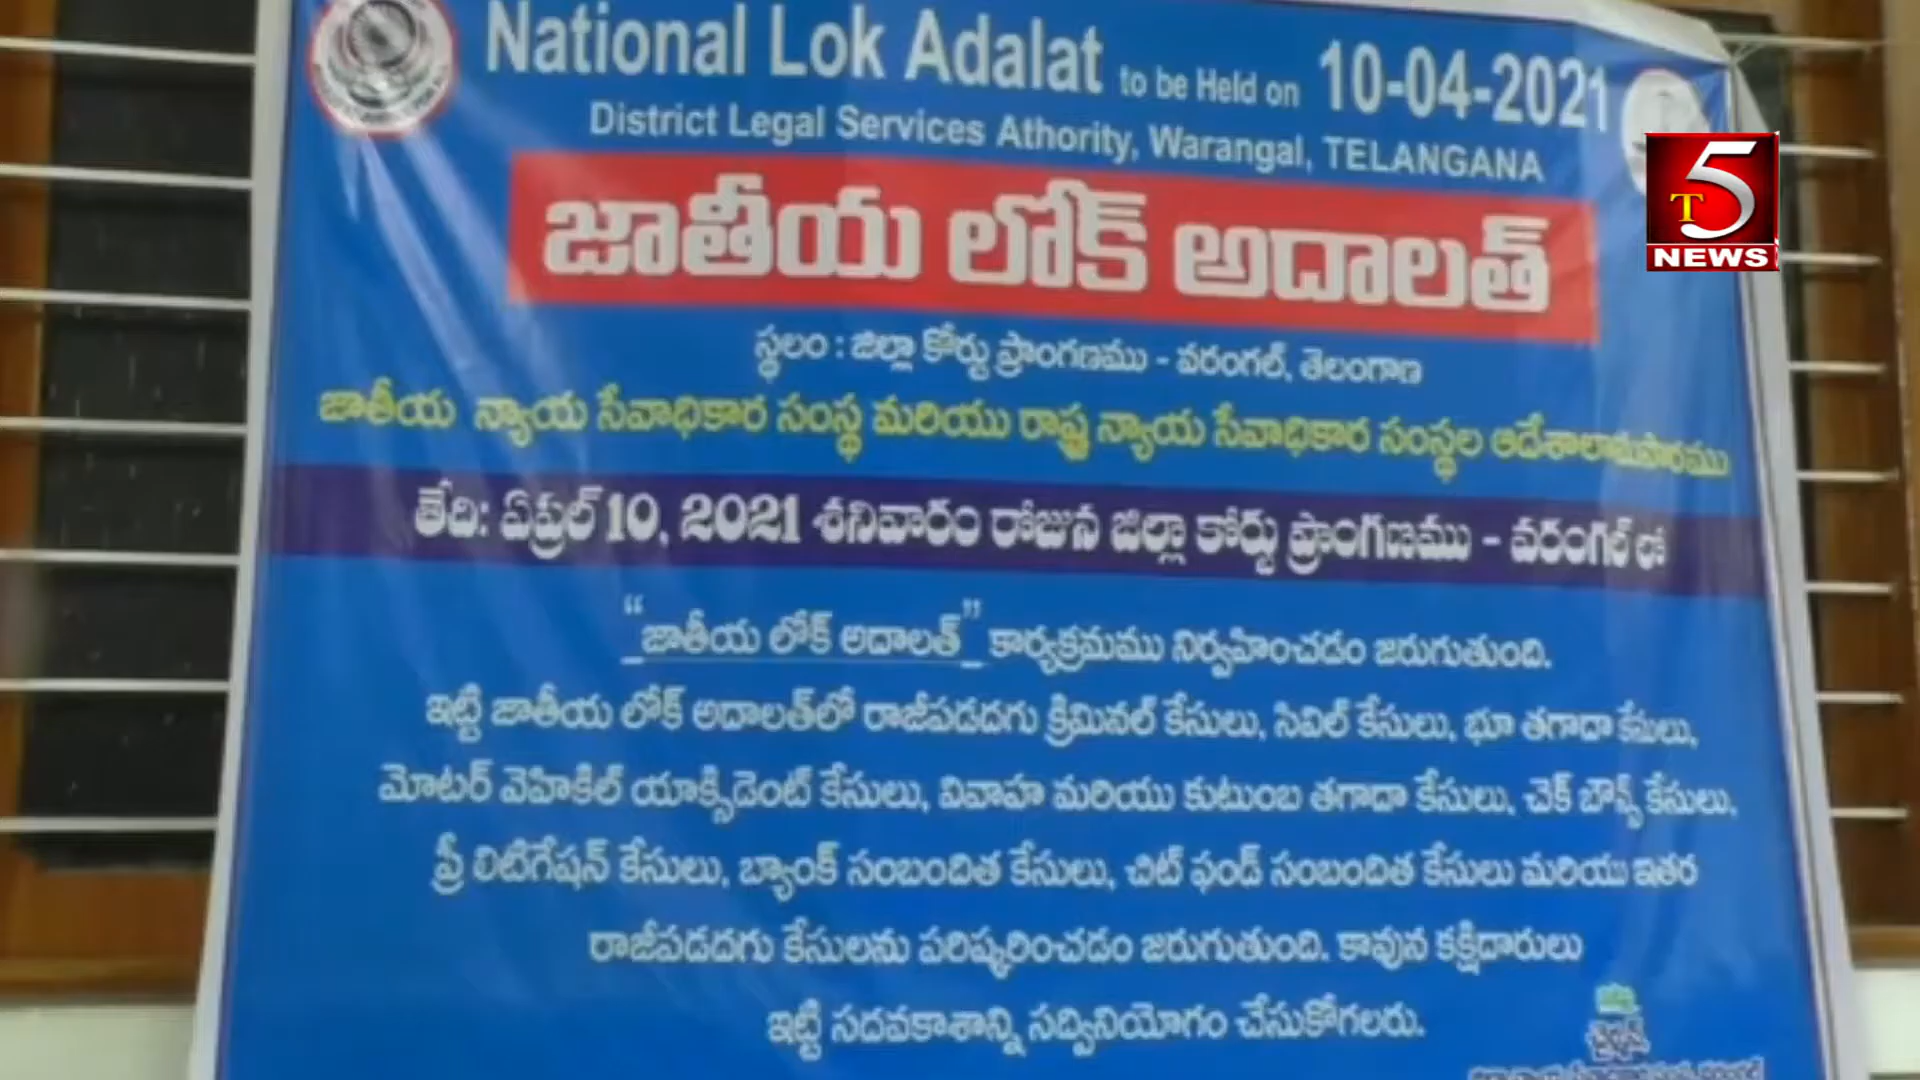 National Lok Adalat to be Held on 10-04-2021
District Legal Services Athority, Warangal, TELANGANA
T5
NEWS
జాతీయ లోక్ అదాలత్
స్థలం : జిల్లా కోర్టు ప్రాంగణము - వరంగల్, తెలంగాణ
జాతీయ న్యాయ సేవాధికార సంస్థ మరియు రాష్ట్ర న్యాయ సేవాధికార సంస్థల ఆదేశాలానుసారము
తేది: ఏప్రిల్ 10, 2021 శనివారం రోజున జిల్లా కోర్టు ప్రాంగణము - వరంగల్ లో
"జాతీయ లోక్ అదాలత్" కార్యక్రమము నిర్వహించడం జరుగుతుంది.
ఇట్టి జాతీయ లోక్ అదాలత్‌లో రాజీపడదగు క్రిమినల్ కేసులు, సివిల్ కేసులు, భూ తగాదా కేసులు,
మోటర్ వెహికిల్ యాక్సిడెంట్ కేసులు, వివాహ మరియు కుటుంబ తగాదా కేసులు, చెక్ బౌన్స్ కేసులు,
ప్రీ లిటిగేషన్ కేసులు, బ్యాంక్ సంబందిత కేసులు, చిట్ ఫండ్ సంబందిత కేసులు మరియు ఇతర
రాజీపడదగు కేసులను పరిష్కరించడం జరుగుతుంది. కావున కక్షిదారులు
ఇట్టి సదవకాశాన్ని సద్వినియోగం చేసుకోగలరు.